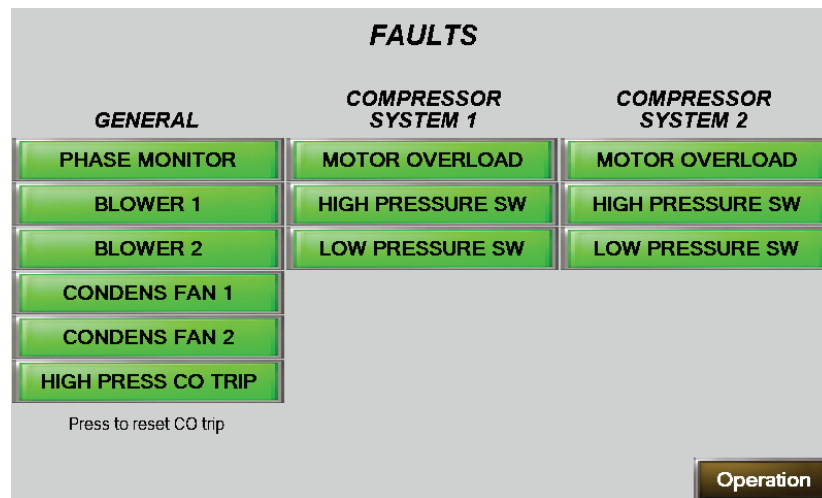 FAULTS
GENERAL
COMPRESSOR
SYSTEM 1
COMPRESSOR
SYSTEM 2
PHASE MONITOR
MOTOR OVERLOAD
MOTOR OVERLOAD
BLOWER 1
HIGH PRESSURE SW
HIGH PRESSURE SW
BLOWER 2
LOW PRESSURE SW
LOW PRESSURE SW
CONDENS FAN 1
CONDENS FAN 2
HIGH PRESS CO TRIP
Press to reset CO trip
Operation